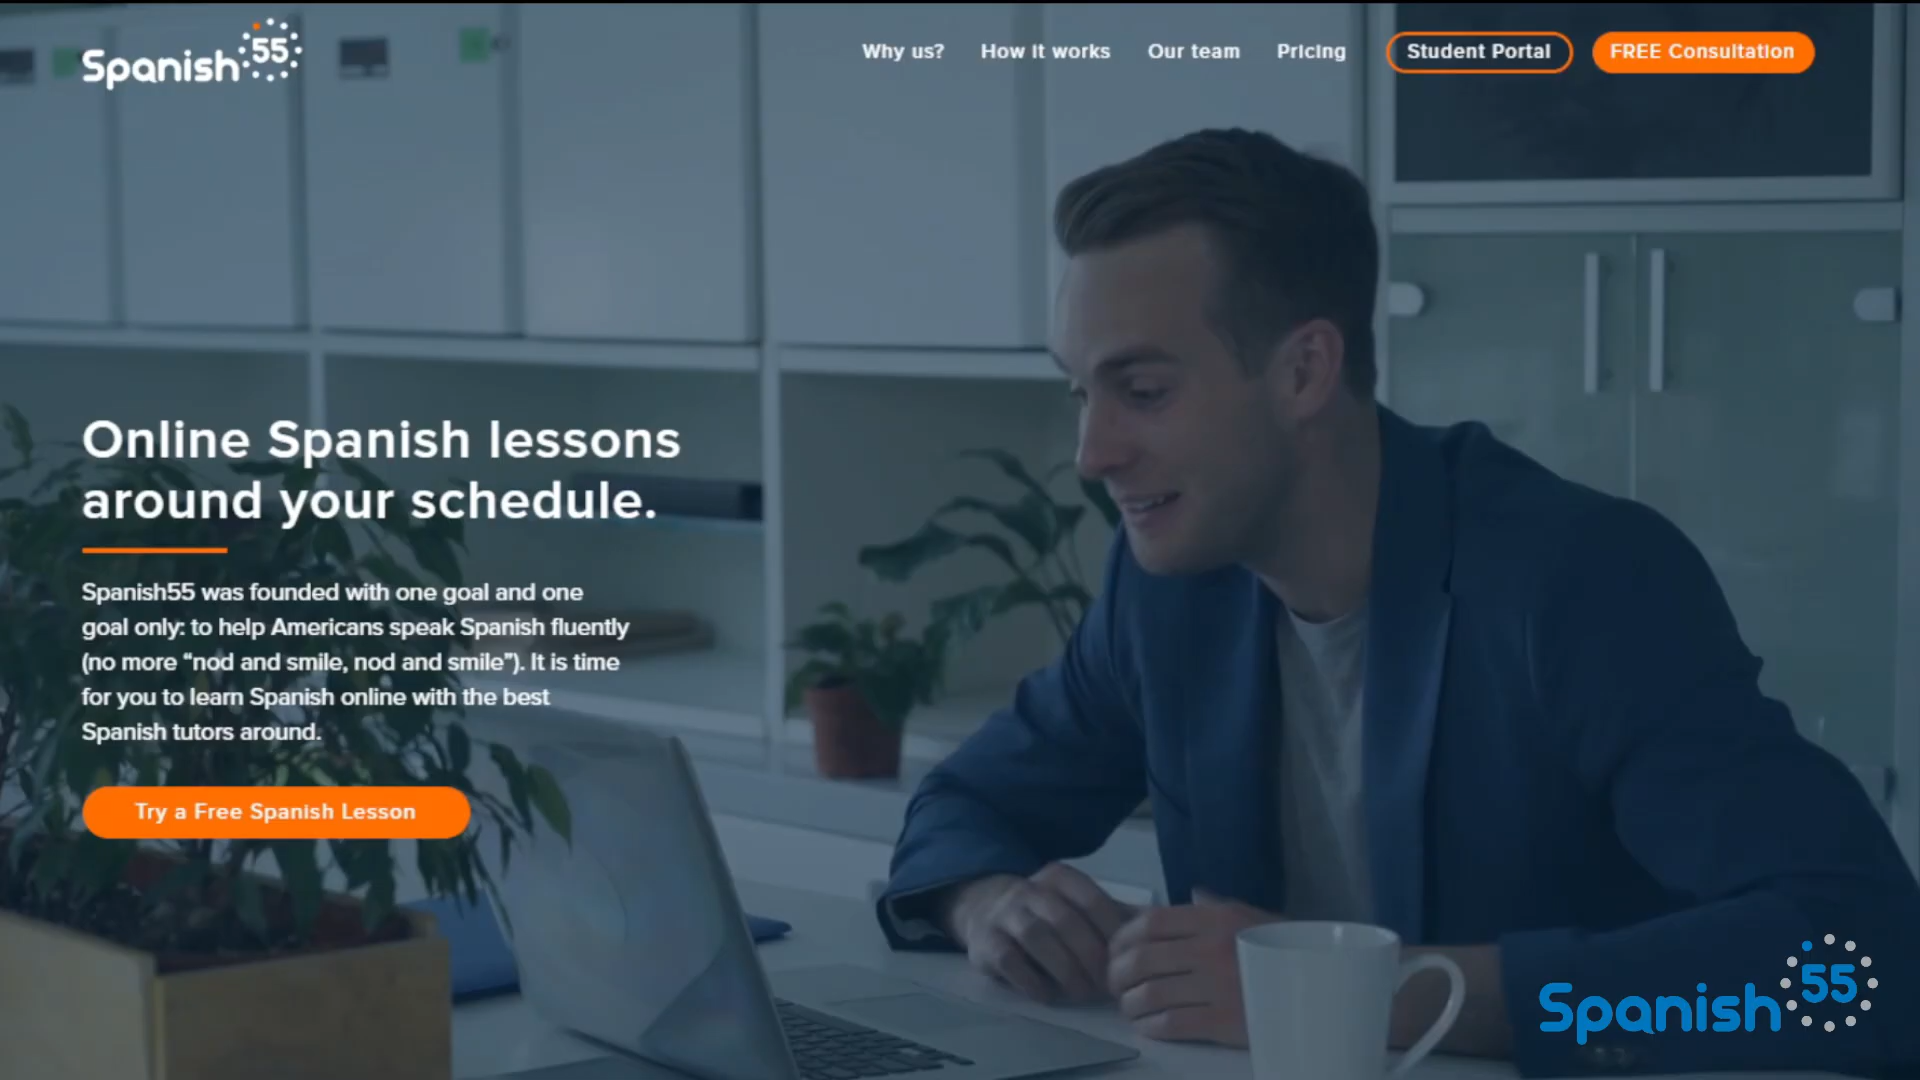 Spanish55
Why us?
How it works
Our team
Pricing
Student Portal
FREE Consultation
Online Spanish lessons
around your schedule.
Spanish55 was founded with one goal and one
goal only: to help Americans speak Spanish fluently
(no more “nod and smile, nod and smile”). It is time
for you to learn Spanish online with the best
Spanish tutors around.
Try a Free Spanish Lesson
Spanish55